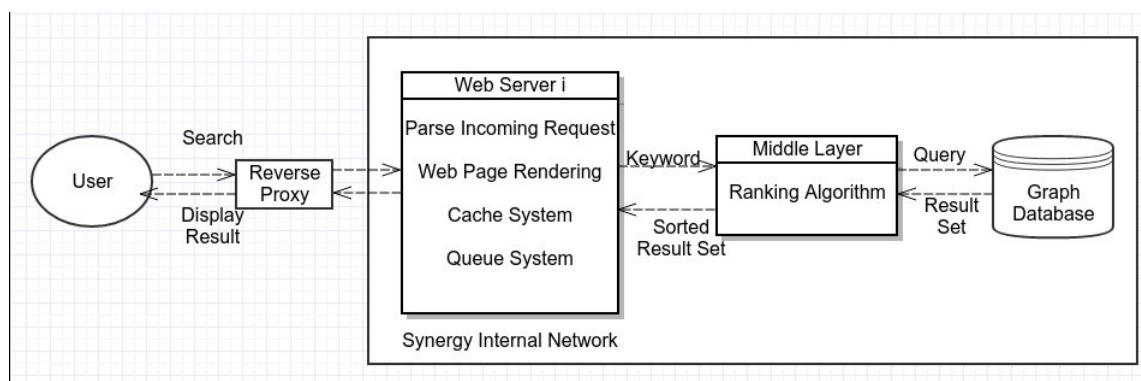 User
Search
Reverse
Proxy
Display
Result
Web Server i
Parse Incoming Request
Web Page Rendering
Cache System
Queue System
Keyword
Sorted
Result Set
Middle Layer
Ranking Algorithm
Query
Result
Set
Graph
Database
Synergy Internal Network